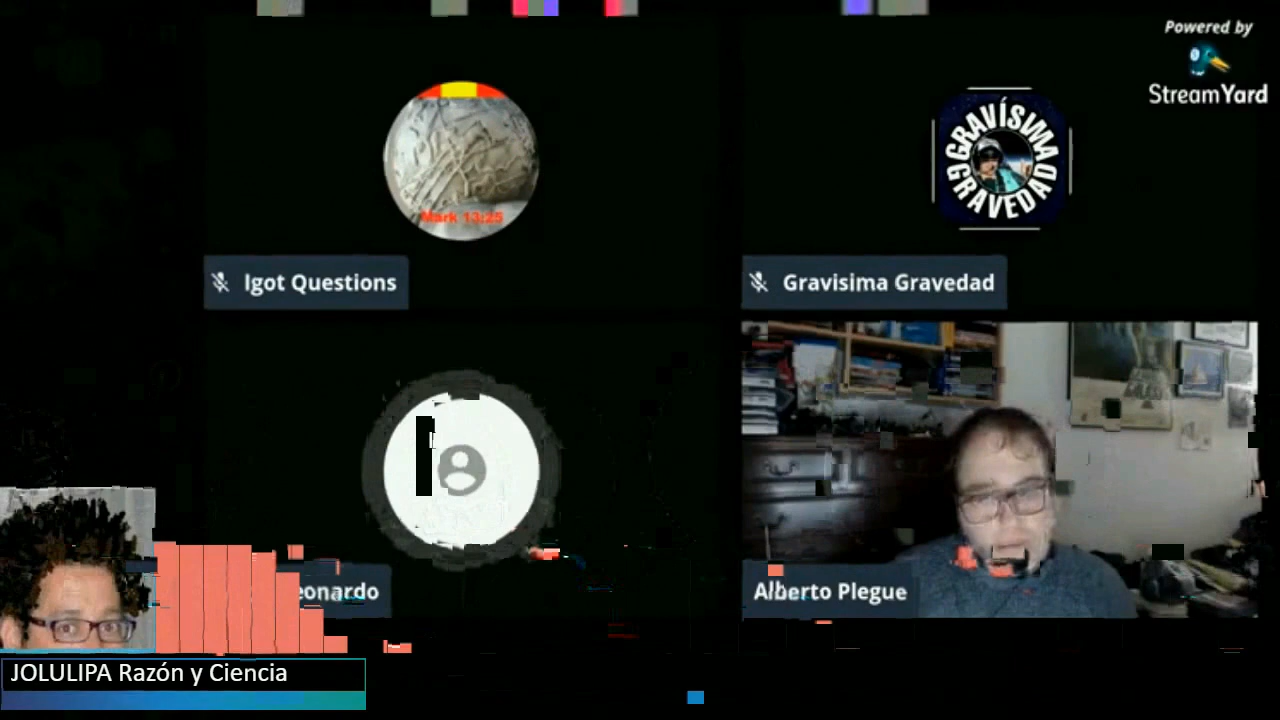 Powered by
StreamYard
GRAVÍSIMA
GRAVEDAD
Mark 13:25
Igot Questions
Gravisima Gravedad
eonardo
Alberto Plegue
JOLULIPA Razón y Ciencia